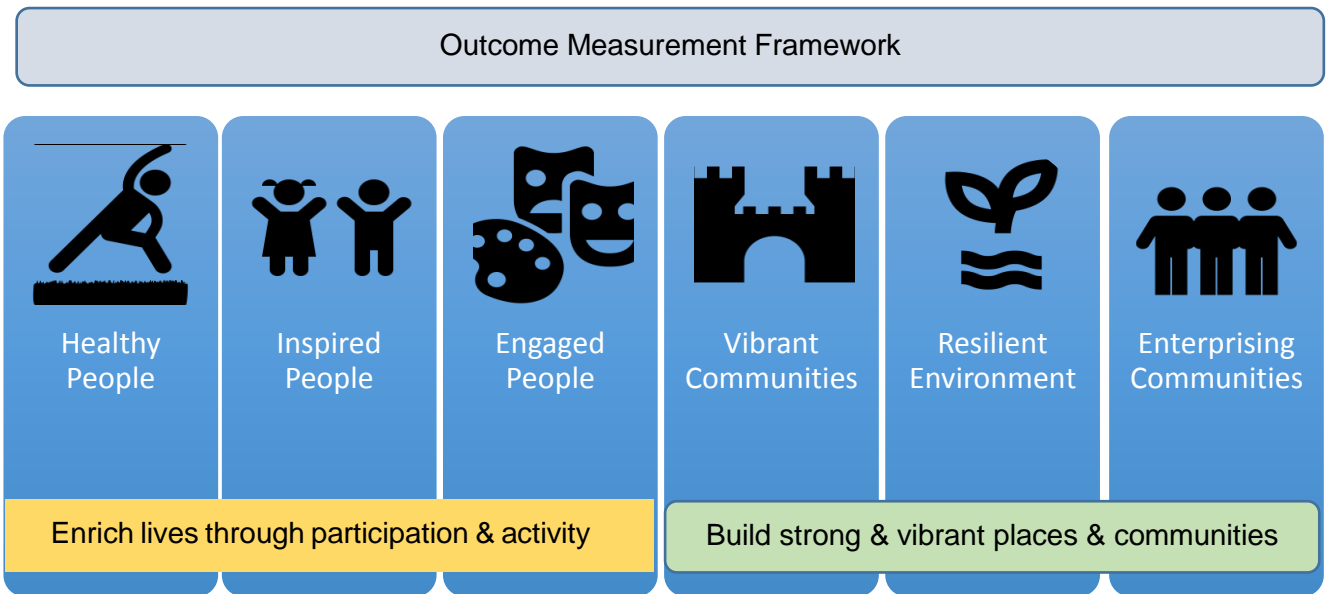 Outcome Measurement Framework
Healthy
People
Inspired
People
Engaged
People
Vibrant
Communities
Resilient
Environment
Enterprising
Communities
Enrich lives through participation & activity
Build strong & vibrant places & communities